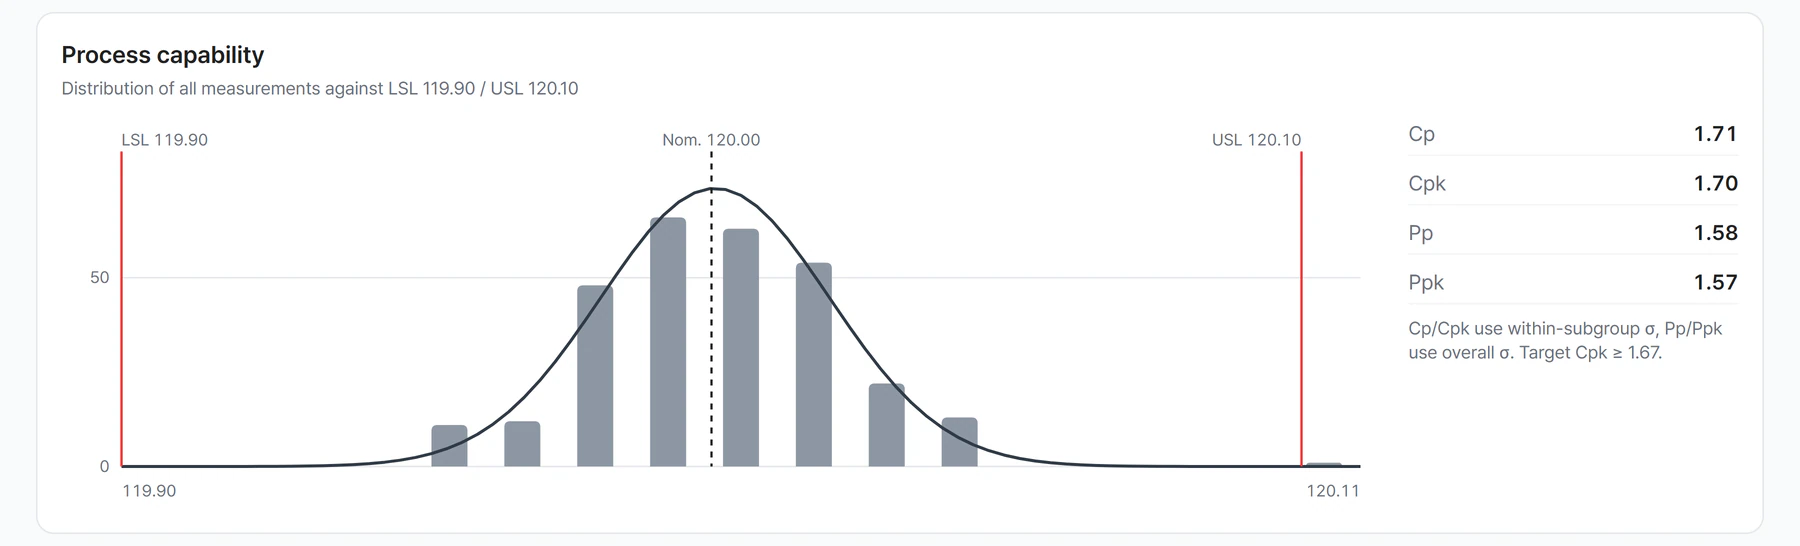 Process capability
Distribution of all measurements against LSL 119.90 / USL 120.10
LSL 119.90
Nom. 120.00
USL 120.10
50
0
119.90
120.11
Cp 1.71
Cpk 1.70
Pp 1.58
Ppk 1.57
Cp/Cpk use within-subgroup σ, Pp/Ppk
use overall σ. Target Cpk ≥ 1.67.